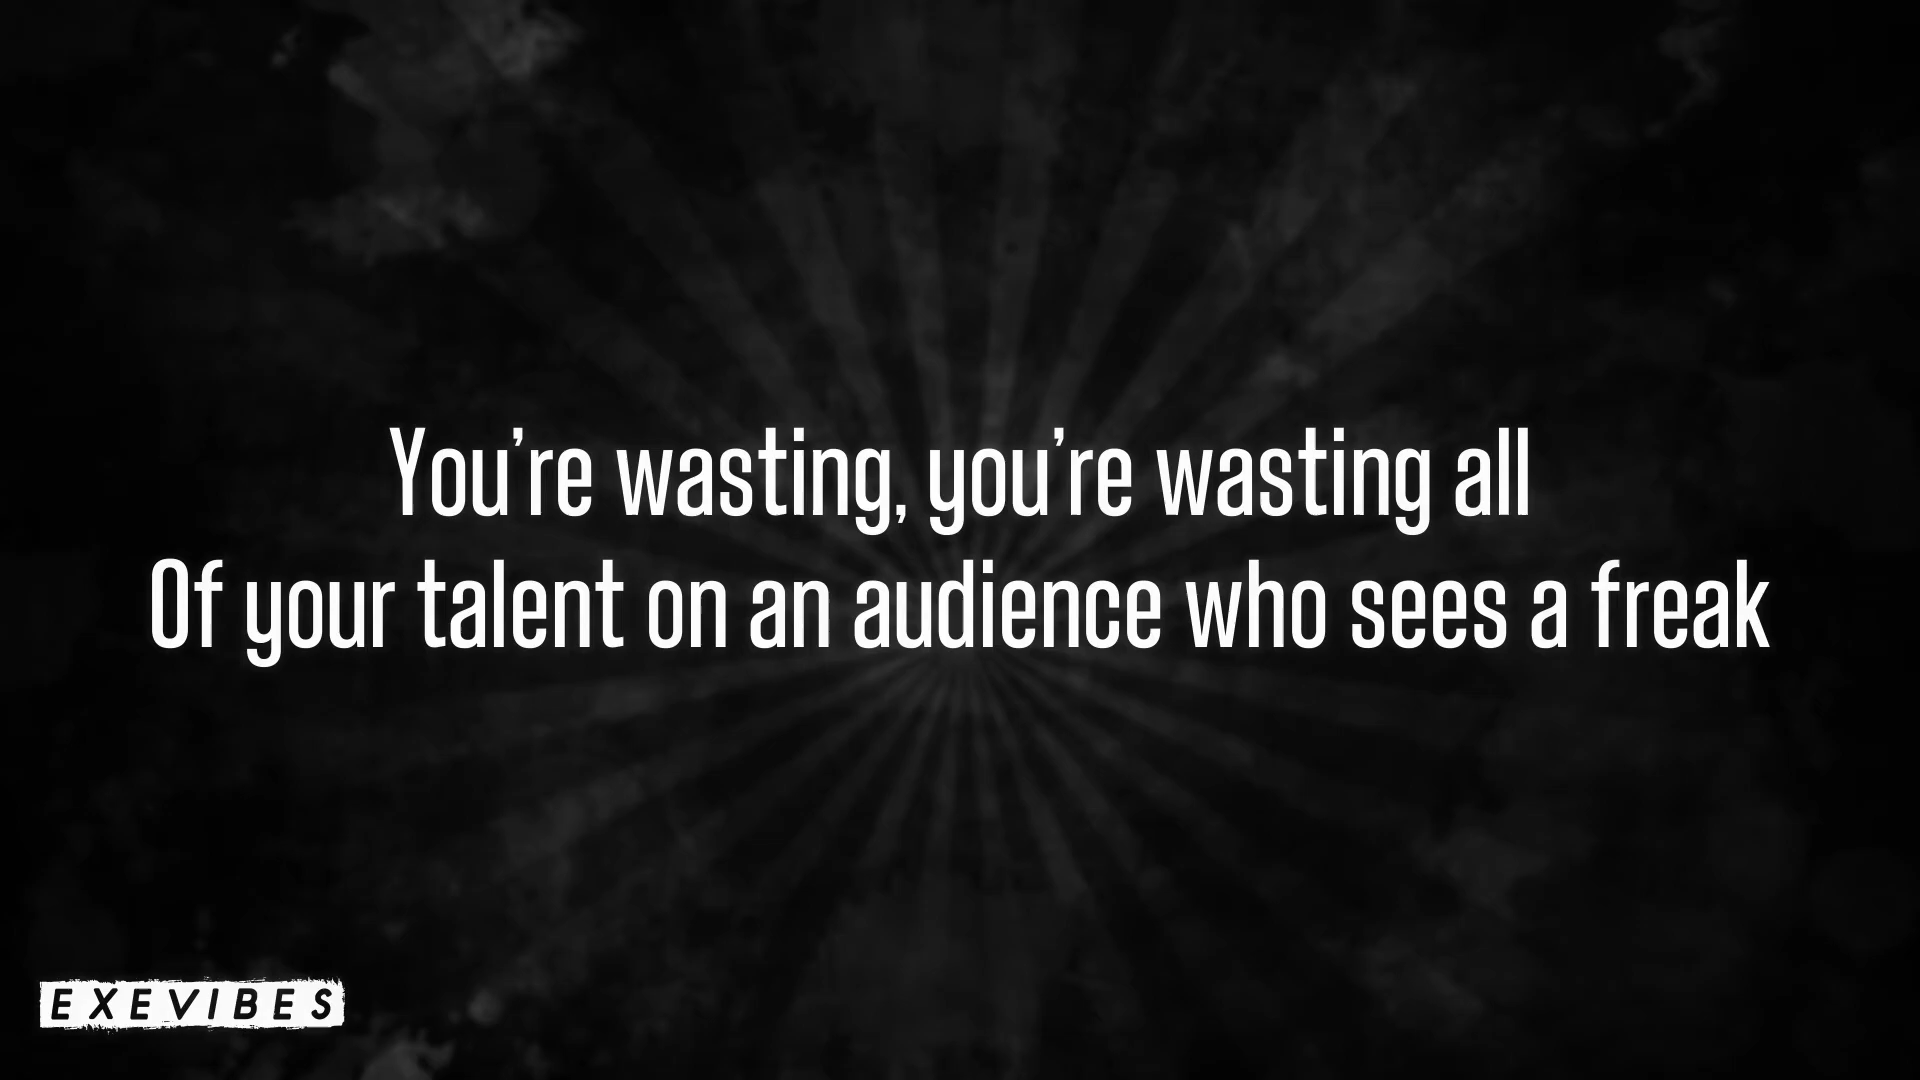 You’re wasting, you’re wasting all
Of your talent on an audience who sees a freak
EXEVIBES